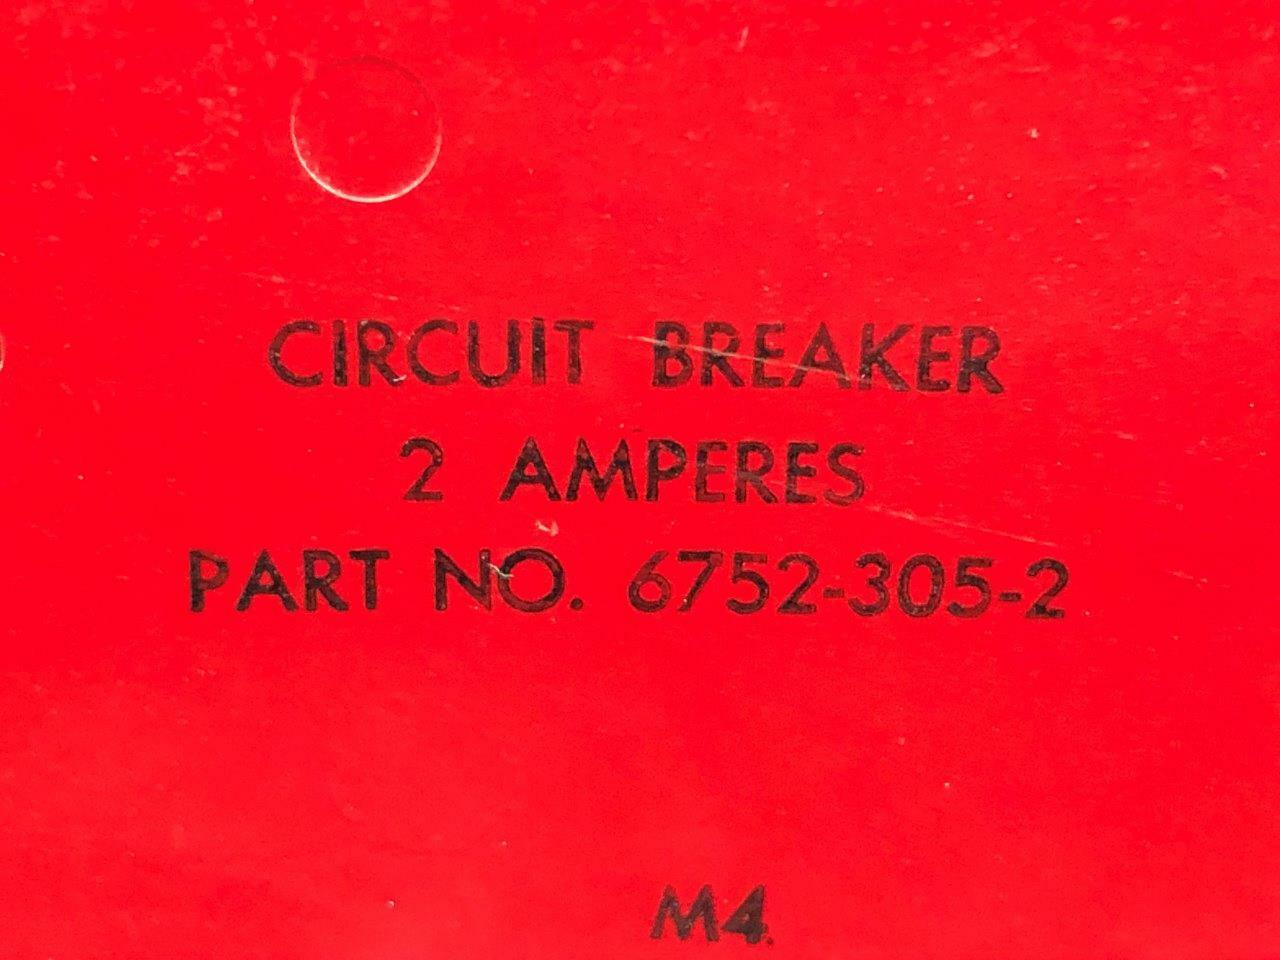 CIRCUIT BREAKER
2 AMPERES
PART NO. 6752-305-2
M4.